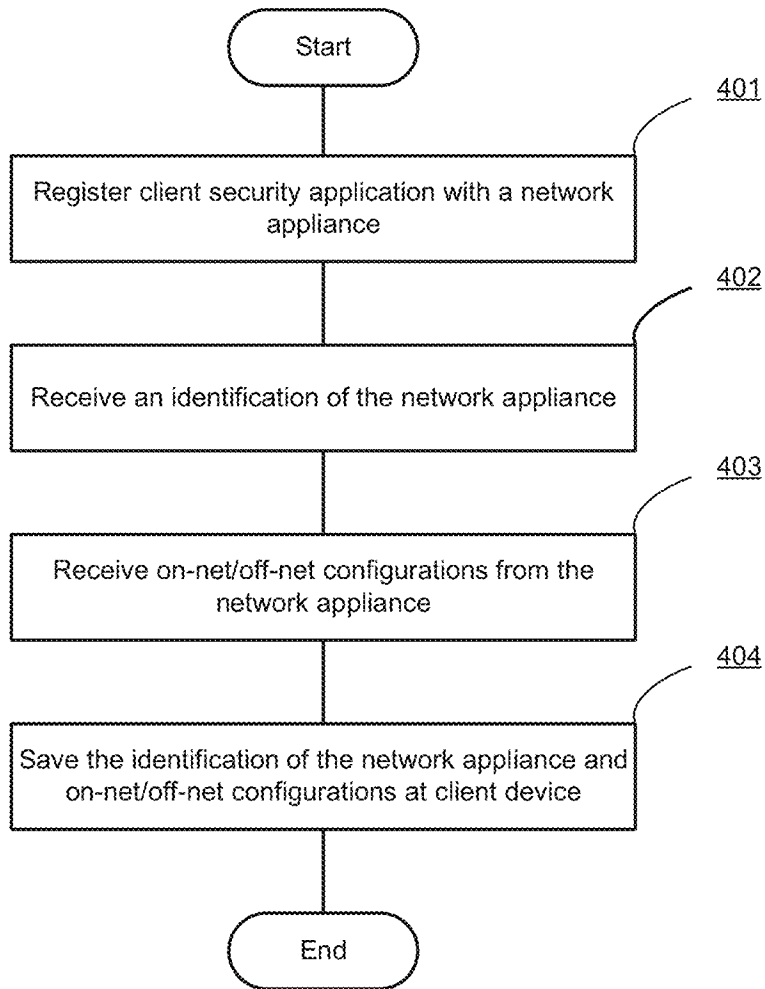 Start
401
Register client security application with a network
appliance
402
Receive an identification of the network appliance
403
Receive on-net/off-net configurations from the
network appliance
404
Save the identification of the network appliance and
on-net/off-net configurations at client device
End